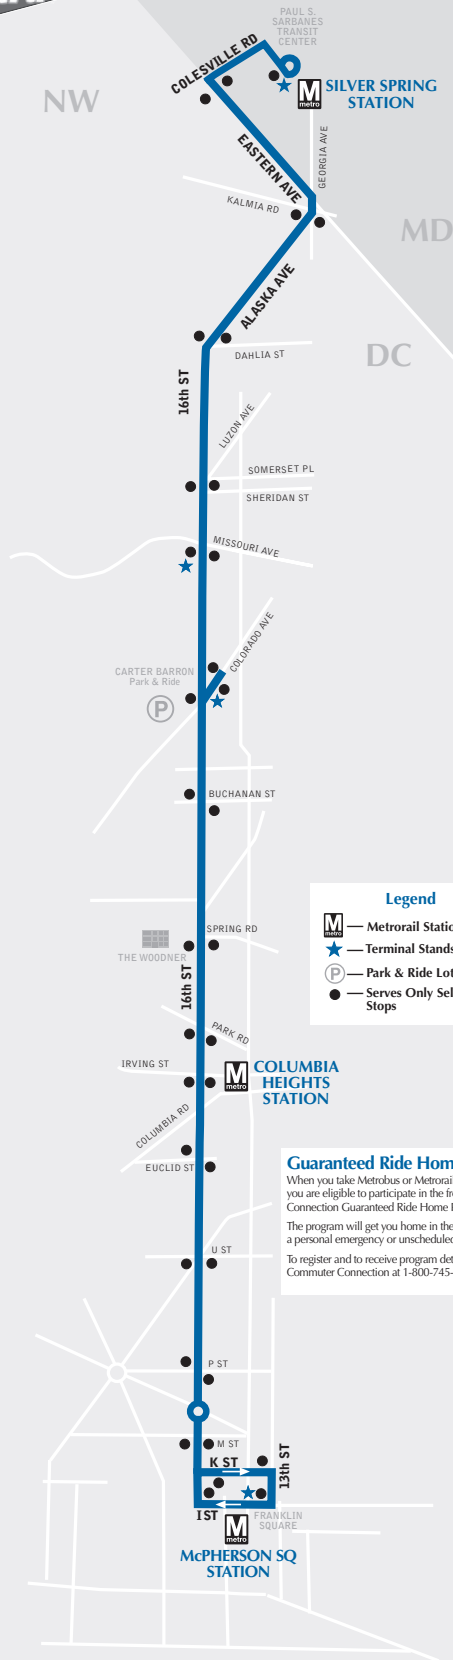 PAUL S.
SARBANES
TRANSIT
CENTER
COLESVILLE RD
NW
M
metro
SILVER SPRING
STATION
EASTERN AVE
GEORGIA AVE
KALMIA RD
MD
ALASKA AVE
DC
DAHLIA ST
16th ST
LUZON AVE
SOMERSET PL
SHERIDAN ST
MISSOURI AVE
COLORADO AVE
CARTER BARRON
Park & Ride
P
BUCHANAN ST
Legend
M
metro
— Metrorail Statio
— Terminal Stands
P
— Park & Ride Lot
— Serves Only Sel
Stops
SPRING RD
THE WOODNER
16th ST
PARK RD
IRVING ST
M
metro
COLUMBIA
HEIGHTS
STATION
COLUMBIA RD
EUCLID ST
Guaranteed Ride Hom
When you take Metrobus or Metrorail
you are eligible to participate in the fr
Connection Guaranteed Ride Home
The program will get you home in the
a personal emergency or unscheduled
To register and to receive program det
Commuter Connection at 1-800-745-
U ST
P ST
M ST
K ST
13th ST
I ST
FRANKLIN
SQUARE
M
metro
McPHERSON SQ
STATION